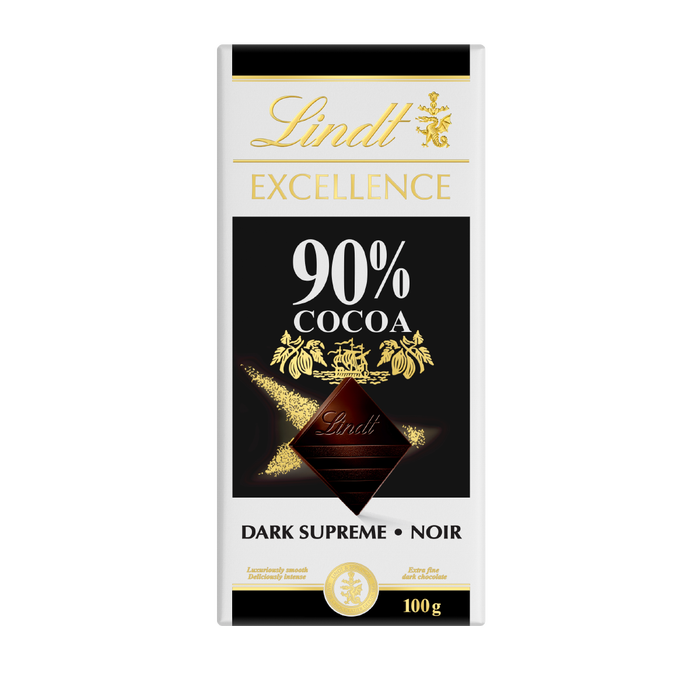 Lindt
EXCELLENCE
90%
COCOA
Lindt
DARK SUPREME • NOIR
Luxuriously smooth
Deliciously intense
Extra fine
dark chocolate
100g